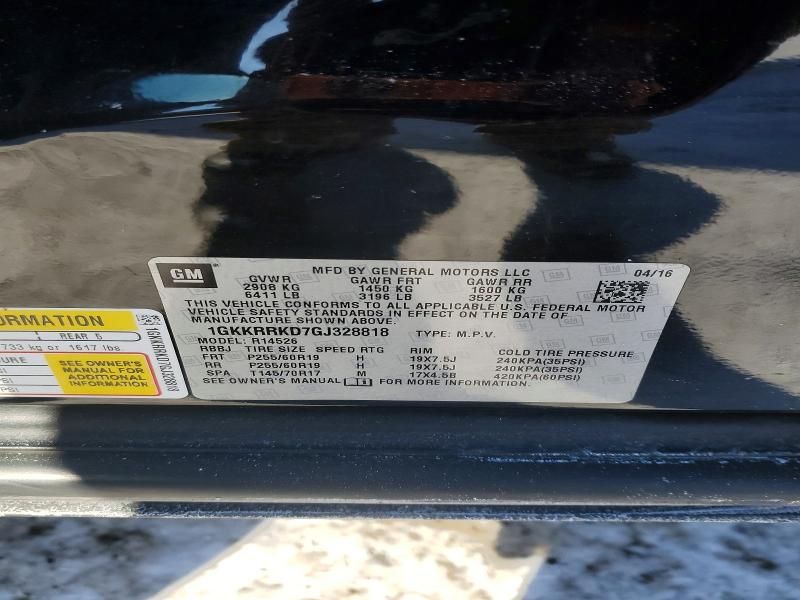 GM
MFD BY GENERAL MOTORS LLC
04/16
GVWR GAWR FRT GAWR RR
2908 KG 1450 KG 1600 KG
6411 LB 3196 LB 3527 LB
THIS VEHICLE CONFORMS TO ALL APPLICABLE U.S. FEDERAL MOTOR
VEHICLE SAFETY STANDARDS IN EFFECT ON THE DATE OF
MANUFACTURE SHOWN ABOVE.
1GKKRRKD7GJ328818 TYPE: M.P.V.
MODEL: R14526
RBBJ TIRE SIZE SPEED RTG RIM COLD TIRE PRESSURE
FRT P255/60R19 H 19X7.5J 240KPA(35PSI)
RR P255/60R19 H 19X7.5J 240KPA(35PSI)
SPA T145/70R17 M 17X4.5B 420KPA(60PSI)
SEE OWNER'S MANUAL FOR MORE INFORMATION.
ORMATION
REAR 5
733 kg or 1617 lbs.
SURE
PSI
PSI
SEE OWNER'S
MANUAL FOR
ADDITIONAL
INFORMATION
1GKKRRKD7GJ328818